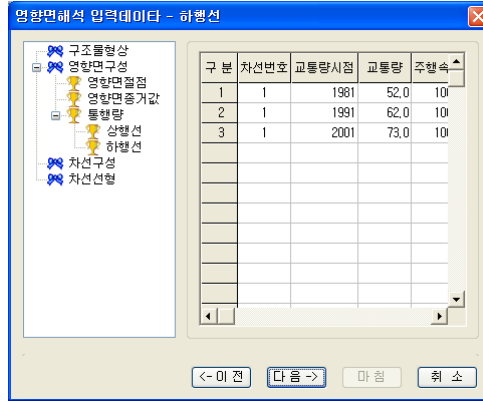 영향면해석 입력데이타 - 하행선
구조물형상
영향면구성
영향면절점
영향면종거값
통행량
상행선
하행선
차선구성
차선선형
구 분 차선번호 교통량시점 교통량 주행속
1 1 1981 52,0 10
2 1 1991 62,0 10
3 1 2001 73,0 10
<- 이 전 다 음 -> 마 침 취 소